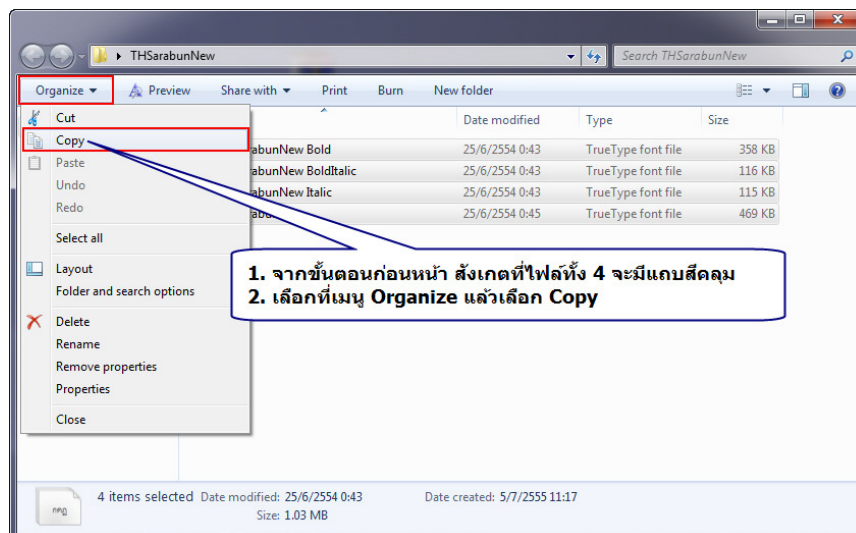 THSarabunNew
Search THSarabunNew
Organize Preview Share with Print Burn New folder
Cut
Copy
Paste
Undo
Redo
Select all
Layout
Folder and search options
Delete
Rename
Remove properties
Properties
Close
Date modified Type Size
Bold 25/6/2554 0:43 TrueType font file 358 KB
BoldItalic 25/6/2554 0:43 TrueType font file 116 KB
Italic 25/6/2554 0:43 TrueType font file 115 KB
25/6/2554 0:45 TrueType font file 469 KB
1. จากขั้นตอนก่อนหน้า สังเกตที่ไฟล์ทั้ง 4 จะมีแถบสีคลุม
2. เลือกที่เมนู Organize แล้วเลือก Copy
4 items selected Date modified: 25/6/2554 0:43 Date created: 5/7/2555 11:17
Size: 1.03 MB